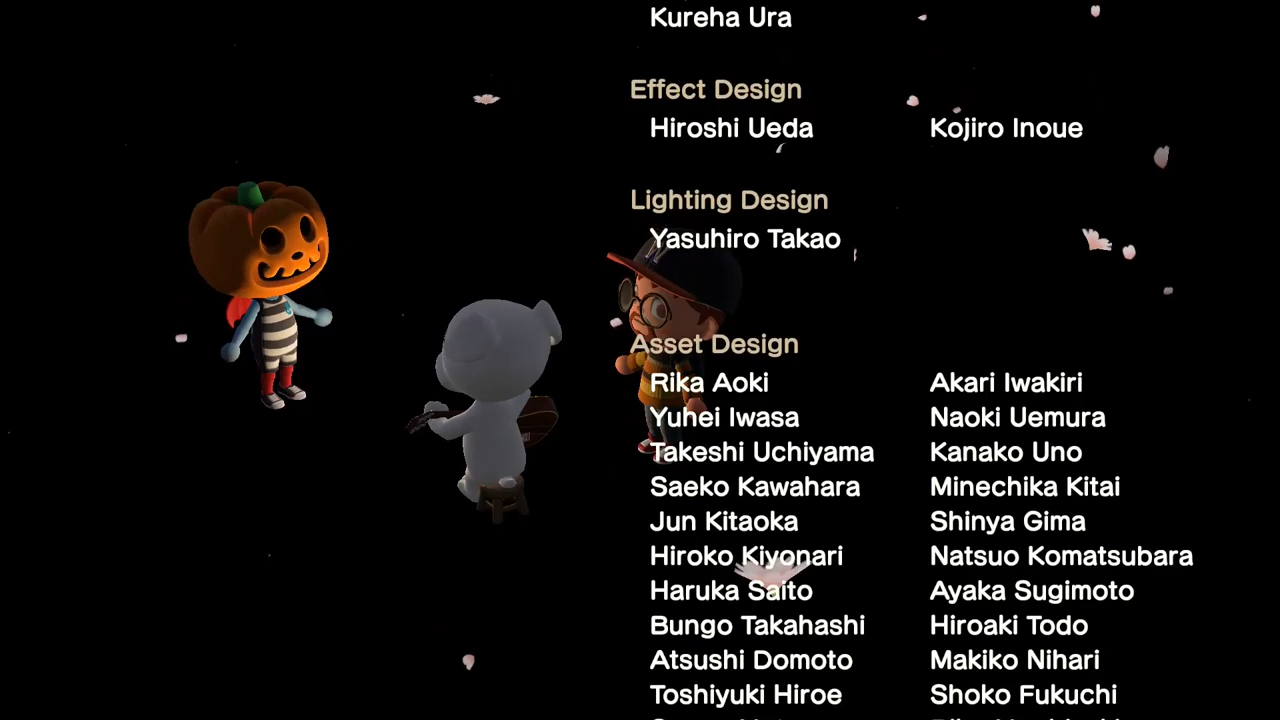 Kureha Ura
Effect Design
Hiroshi Ueda Kojiro Inoue
Lighting Design
Yasuhiro Takao
Asset Design
Rika Aoki Akari Iwakiri
Yuhei Iwasa Naoki Uemura
Takeshi Uchiyama Kanako Uno
Saeko Kawahara Minechika Kitai
Jun Kitaoka Shinya Gima
Hiroko Kiyonari Natsuo Komatsubara
Haruka Saito Ayaka Sugimoto
Bungo Takahashi Hiroaki Todo
Atsushi Domoto Makiko Nihari
Toshiyuki Hiroe Shoko Fukuchi